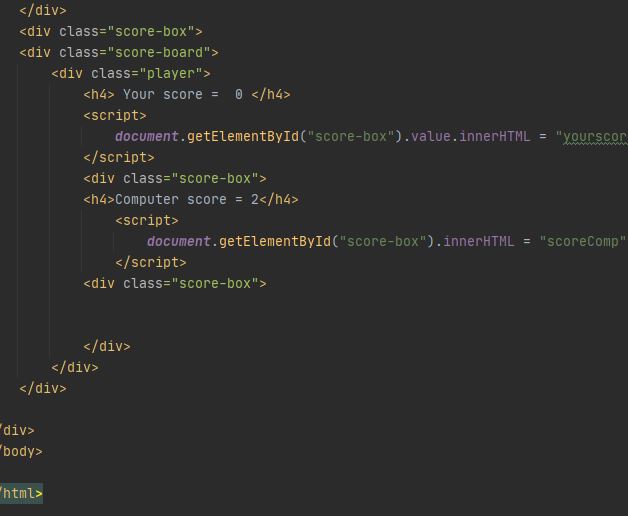 </div>
<div class="score-box">
<div class="score-board">
<div class="player">
<h4> Your score =  0 </h4>
<script>
document.getElementById("score-box").value.innerHTML = "yourscor
</script>
<div class="score-box">
<h4>Computer score = 2</h4>
<script>
document.getElementById("score-box").innerHTML = "scoreComp"
</script>
<div class="score-box">
</div>
</div>
</div>
/div>
/body>
/html>